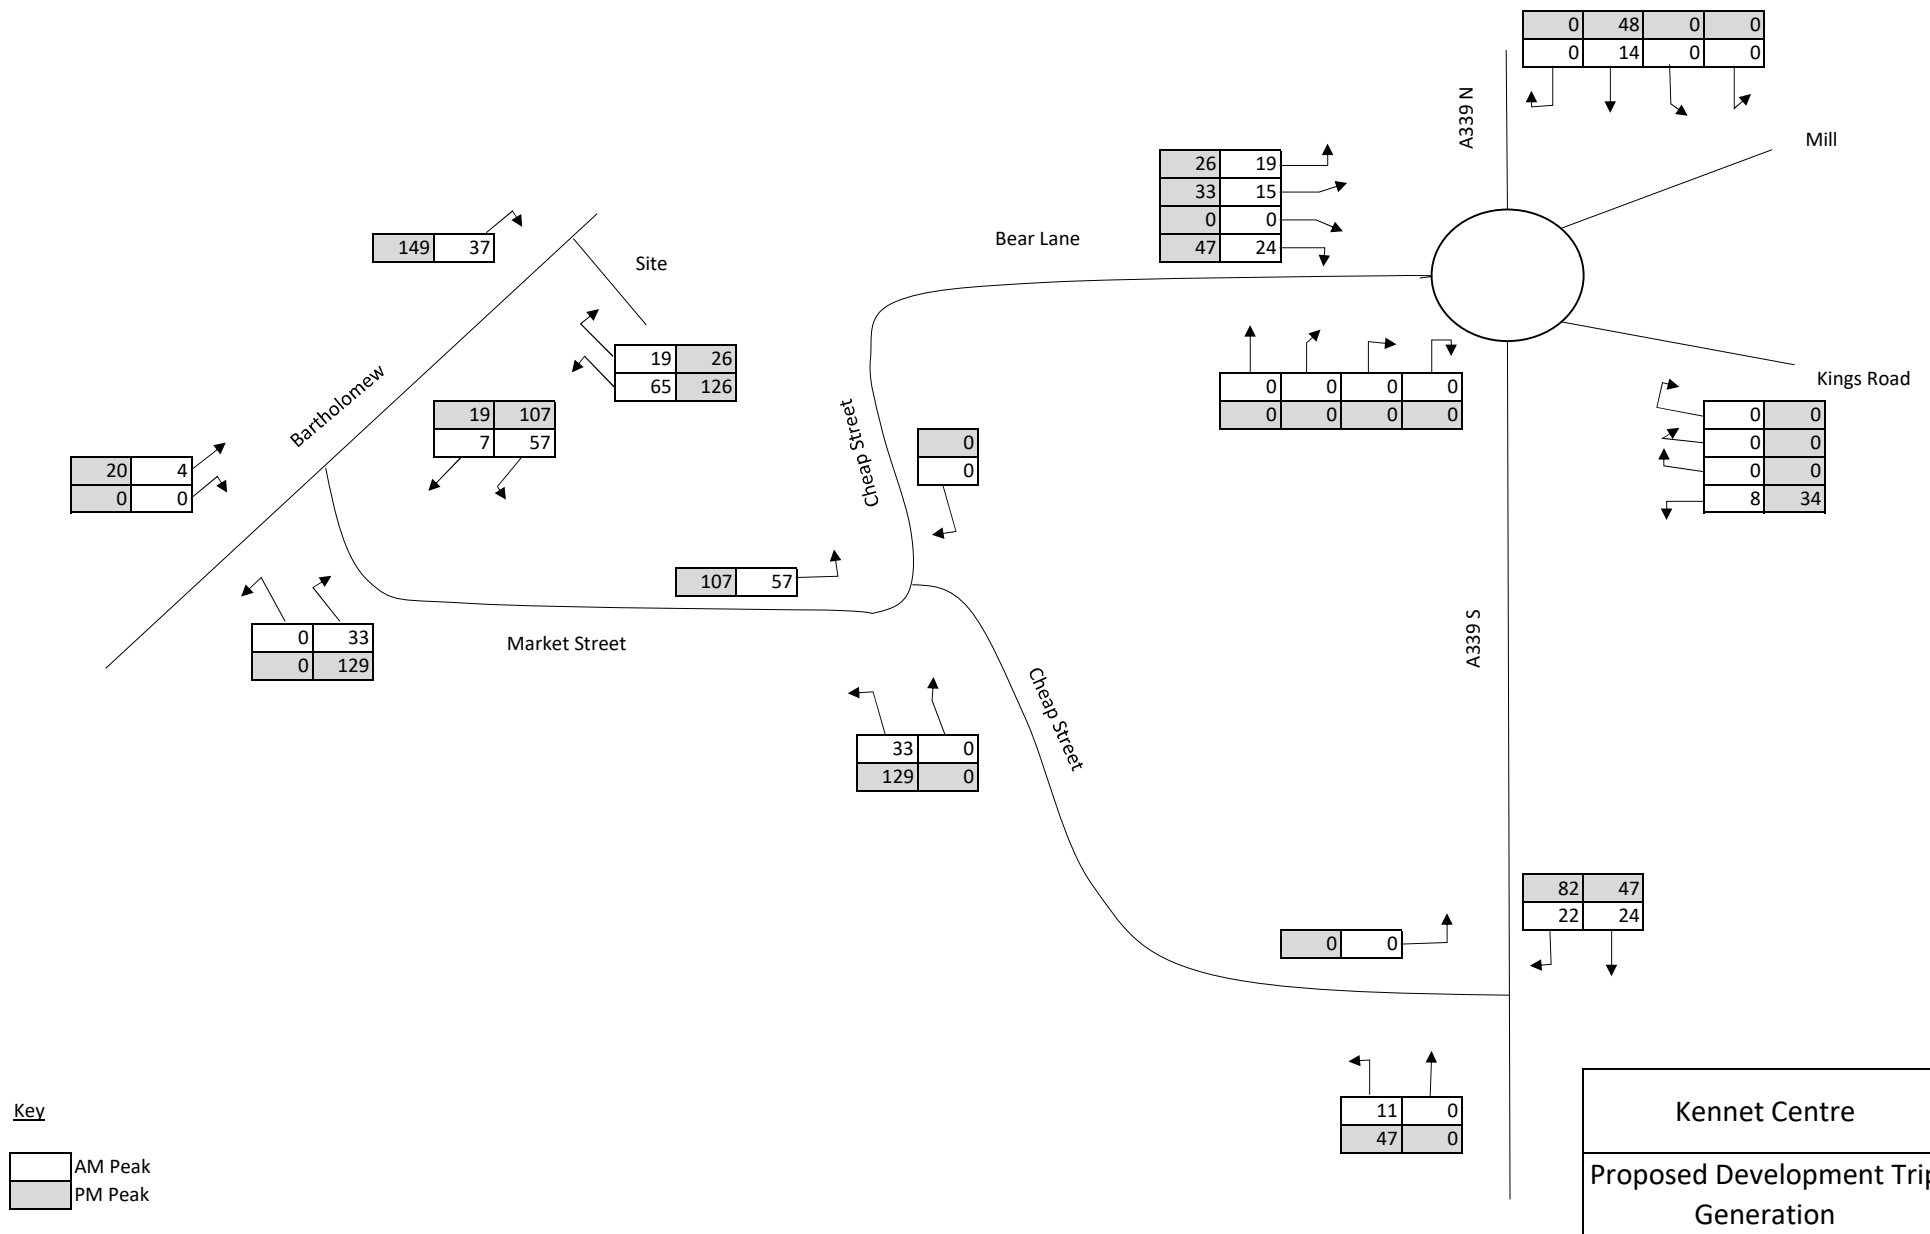 0 48 0 0
0 14 0 0
A339 N
Mill
26 19
33 15
0 0
47 24
Bear Lane
149 37
Site
19 26
65 126
Bartholomew
19 107
7 57
20 4
0 0
Cheap Street
0
0
0 0 0 0
0 0 0 0
Kings Road
0 0
0 0
0 0
8 34
107 57
0 33
0 129
Market Street
A339 S
33 0
129 0
Cheap Street
82 47
22 24
0 0
11 0
47 0
Key
AM Peak
PM Peak
Kennet Centre
Proposed Development Trip
Generation